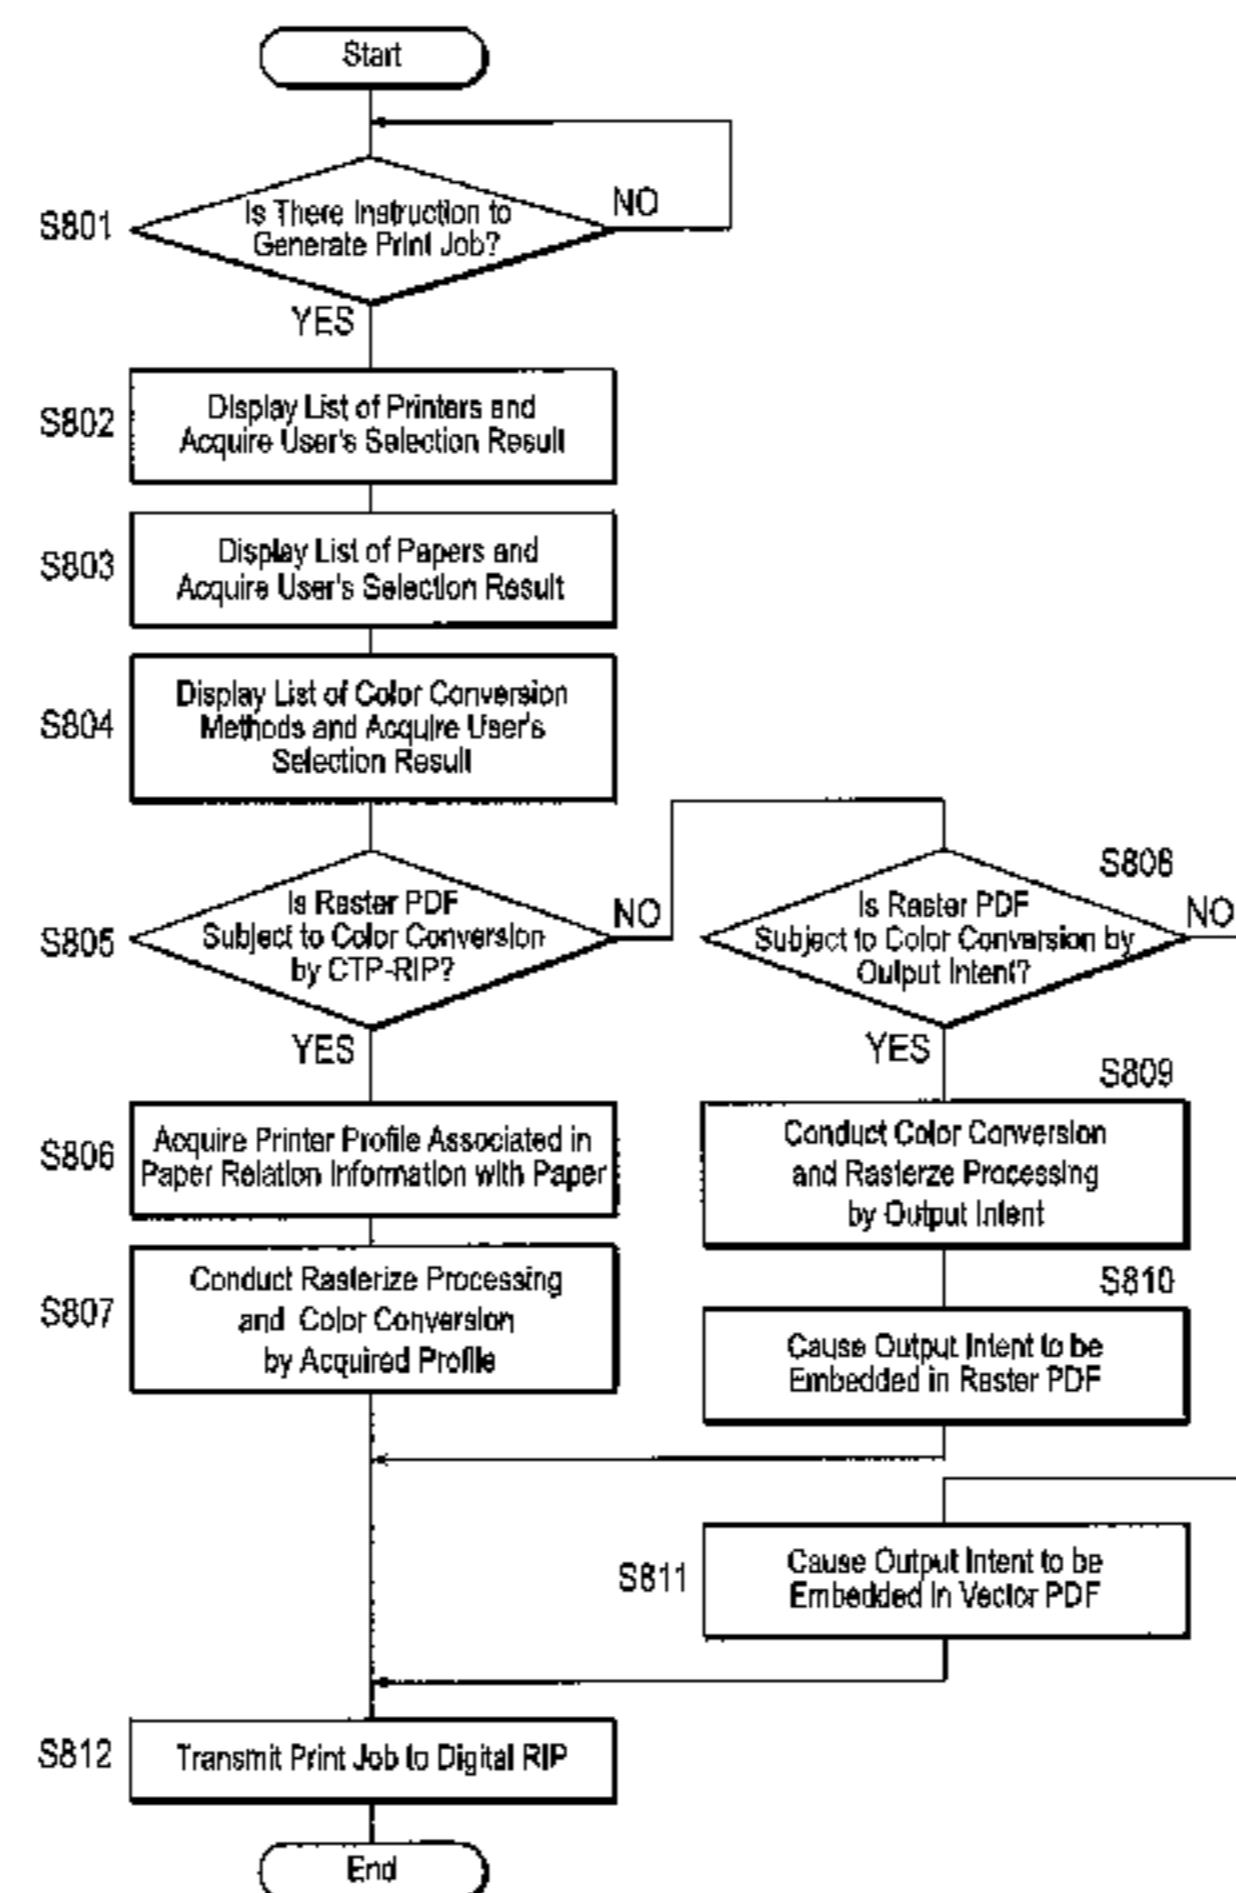 Start
S801
Is There Instruction to
Generate Print Job?
NO
YES
S802
Display List of Printers and
Acquire User's Selection Result
S803
Display List of Papers and
Acquire User's Selection Result
S804
Display List of Color Conversion
Methods and Acquire User's
Selection Result
S805
Is Raster PDF
Subject to Color Conversion
by CTP-RIP?
NO
YES
S808
Is Raster PDF
Subject to Color Conversion by
Output Intent?
NO
YES
S806
Acquire Printer Profile Associated in
Paper Relation Information with Paper
S807
Conduct Rasterize Processing
and Color Conversion
by Acquired Profile
S809
Conduct Color Conversion
and Rasterze Processing
by Output Intent
S810
Cause Output Intent to be
Embedded in Raster PDF
S811
Cause Output Intent to be
Embedded in Vector PDF
S812
Transmit Print Job to Digital RIP
End